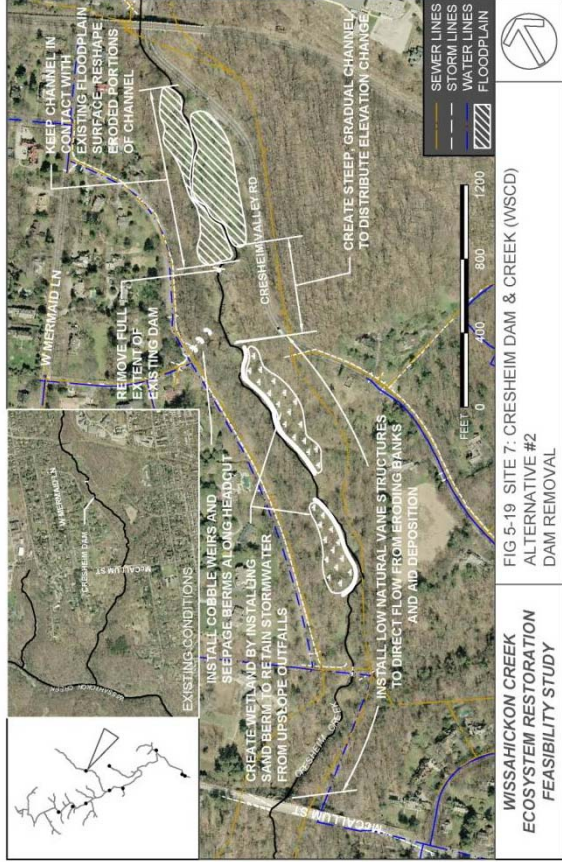 EXISTING CONDITIONS
WISSAHICKON CREEK
McCALLUM ST
CRESHEIM DAM
W MERMAID LN
W MERMAID LN
KEEP CHANNEL IN
CONTACT WITH
EXISTING FLOODPLAIN
SURFACE, RESHAPE
ERODED PORTIONS
OF CHANNEL
REMOVE FULL
EXTENT OF
EXISTING DAM
INSTALL COBBLE WEIRS AND
SEEPAGE BERMS ALONG HEADCUT
CREATE WETLAND BY INSTALLING
SAND BERM TO RETAIN STORMWATER
FROM UPSLOPE OUTFALLS
CRESHEIM VALLEY RD
CREATE STEEP, GRADUAL CHANNEL
TO DISTRIBUTE ELEVATION CHANGE
INSTALL LOW NATURAL VANE STRUCTURES
TO DIRECT FLOW FROM ERODING BANKS
AND AID DEPOSITION
CRESHEIM CREEK
McCALLUM ST
FEET
0 400 800 1200
SEWER LINES
STORM LINES
WATER LINES
FLOODPLAIN
WISSAHICKON CREEK
ECOSYSTEM RESTORATION
FEASIBILITY STUDY
FIG 5-19 SITE 7: CRESHEIM DAM & CREEK (WSCD)
ALTERNATIVE #2
DAM REMOVAL